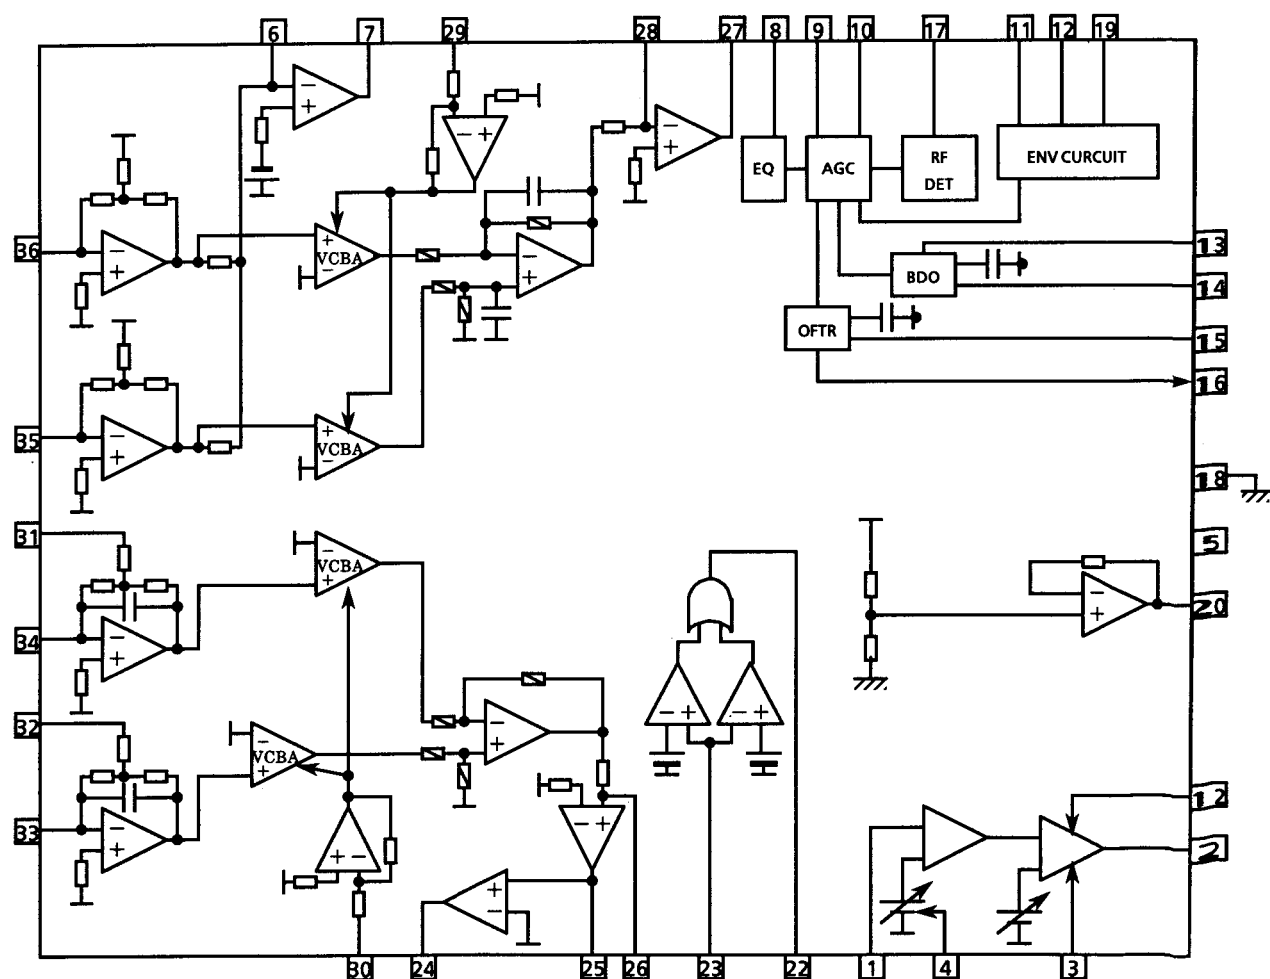 6 7 29 28 27 8 9 10 17 11 12 19
− + − + − +
EQ AGC RF DET ENV CURCUIT
36 − + + VCBA − − + 13
BDO 14
OFTR 15
16
35 − + + VCBA − 18
31 − VCBA + 5
34 − + − + 20
32 − VCBA + − + − + − +
33 − + + − − + 12
+ − 2
30 24 25 26 23 22 1 4 3